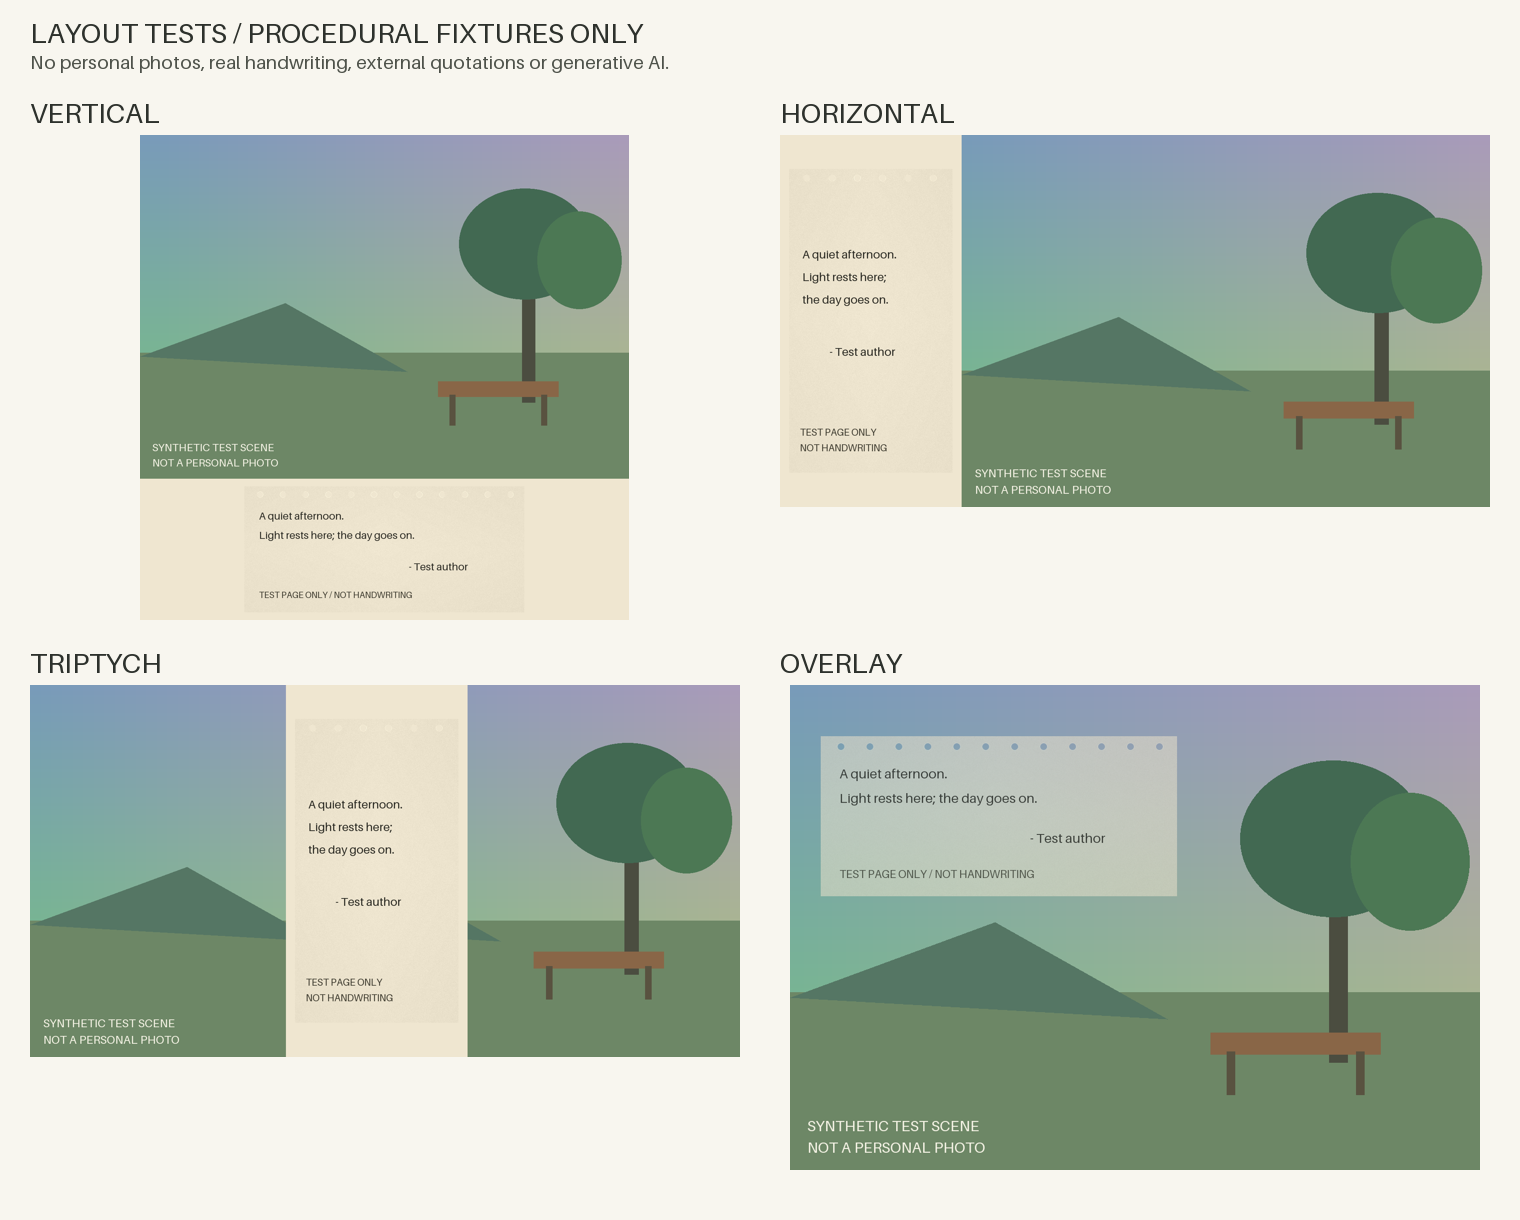 LAYOUT TESTS / PROCEDURAL FIXTURES ONLY
No personal photos, real handwriting, external quotations or generative AI.
VERTICAL
SYNTHETIC TEST SCENE
NOT A PERSONAL PHOTO
A quiet afternoon.
Light rests here; the day goes on.
- Test author
TEST PAGE ONLY / NOT HANDWRITING
HORIZONTAL
A quiet afternoon.
Light rests here;
the day goes on.
- Test author
TEST PAGE ONLY
NOT HANDWRITING
SYNTHETIC TEST SCENE
NOT A PERSONAL PHOTO
TRIPTYCH
SYNTHETIC TEST SCENE
NOT A PERSONAL PHOTO
A quiet afternoon.
Light rests here;
the day goes on.
- Test author
TEST PAGE ONLY
NOT HANDWRITING
OVERLAY
A quiet afternoon.
Light rests here; the day goes on.
- Test author
TEST PAGE ONLY / NOT HANDWRITING
SYNTHETIC TEST SCENE
NOT A PERSONAL PHOTO